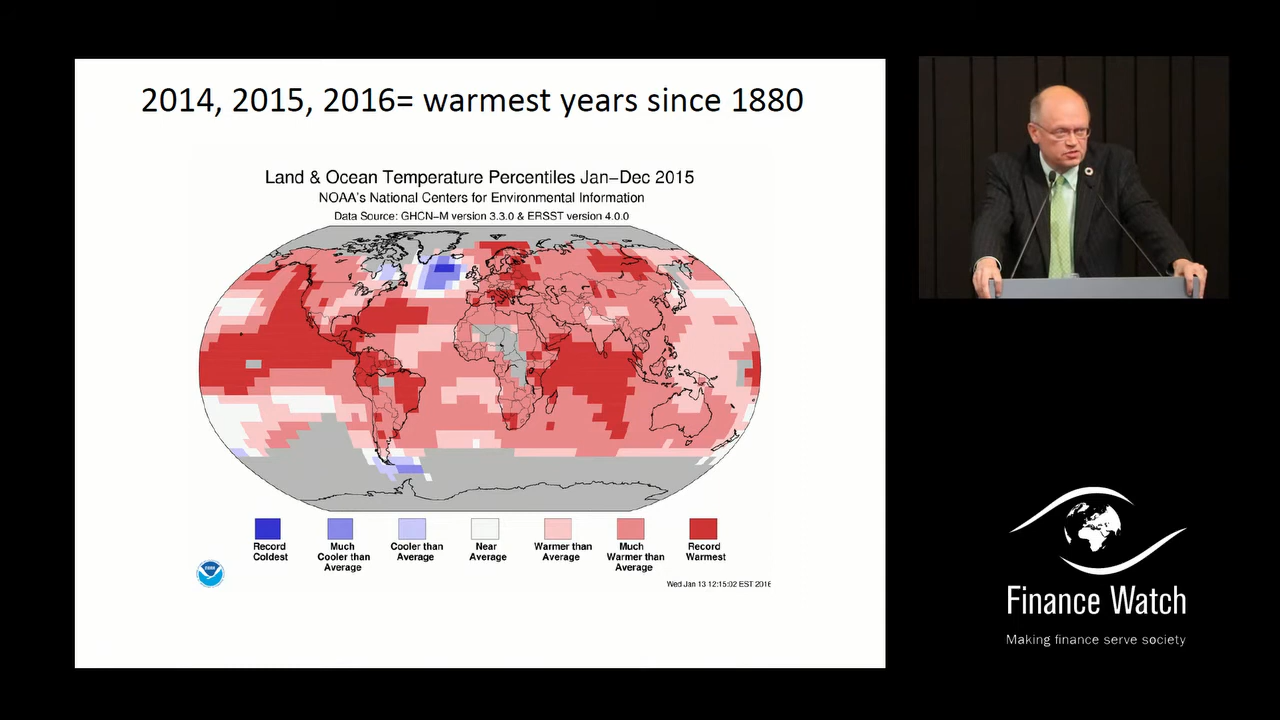 2014, 2015, 2016= warmest years since 1880
Land & Ocean Temperature Percentiles Jan–Dec 2015
NOAA's National Centers for Environmental Information
Data Source: GHCN–M version 3.3.0 & ERSST version 4.0.0
Record
Coldest
Much
Cooler than
Average
Cooler than
Average
Near
Average
Warmer than
Average
Much
Warmer than
Average
Record
Warmest
Wed Jan 13 12:15:02 EST 2016
Finance Watch
Making finance serve society